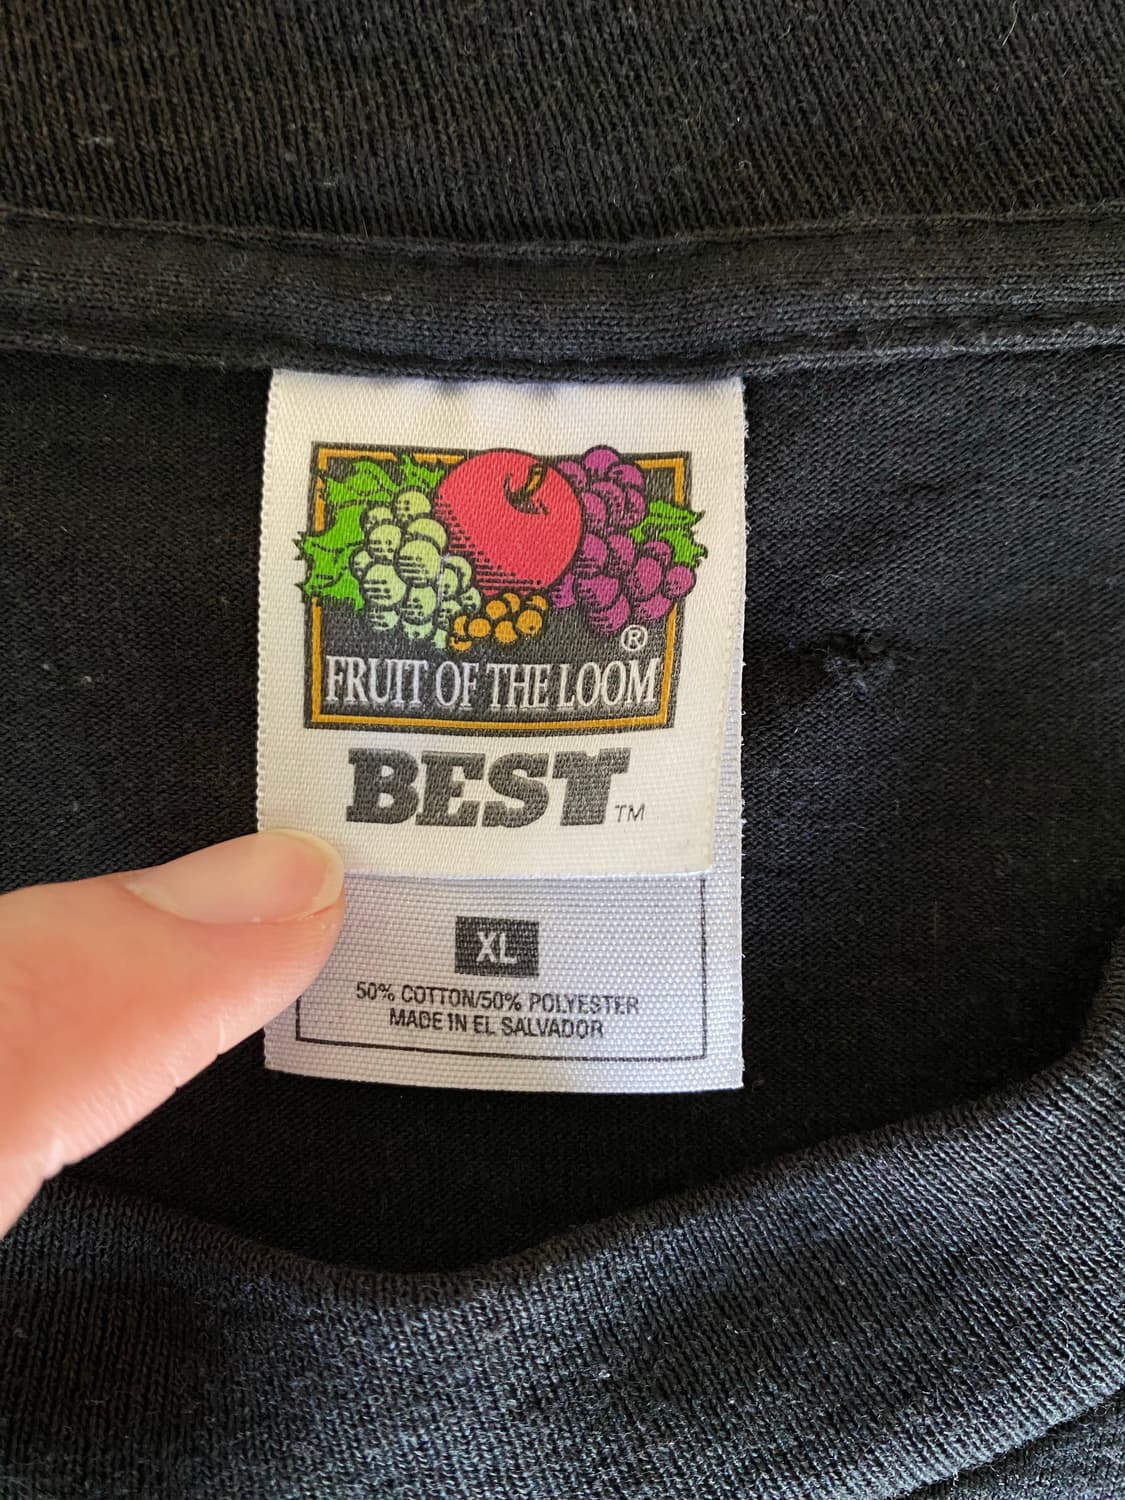 ®
FRUIT OF THE LOOM
BEST™
XL
50% COTTON/50% POLYESTER
MADE IN EL SALVADOR